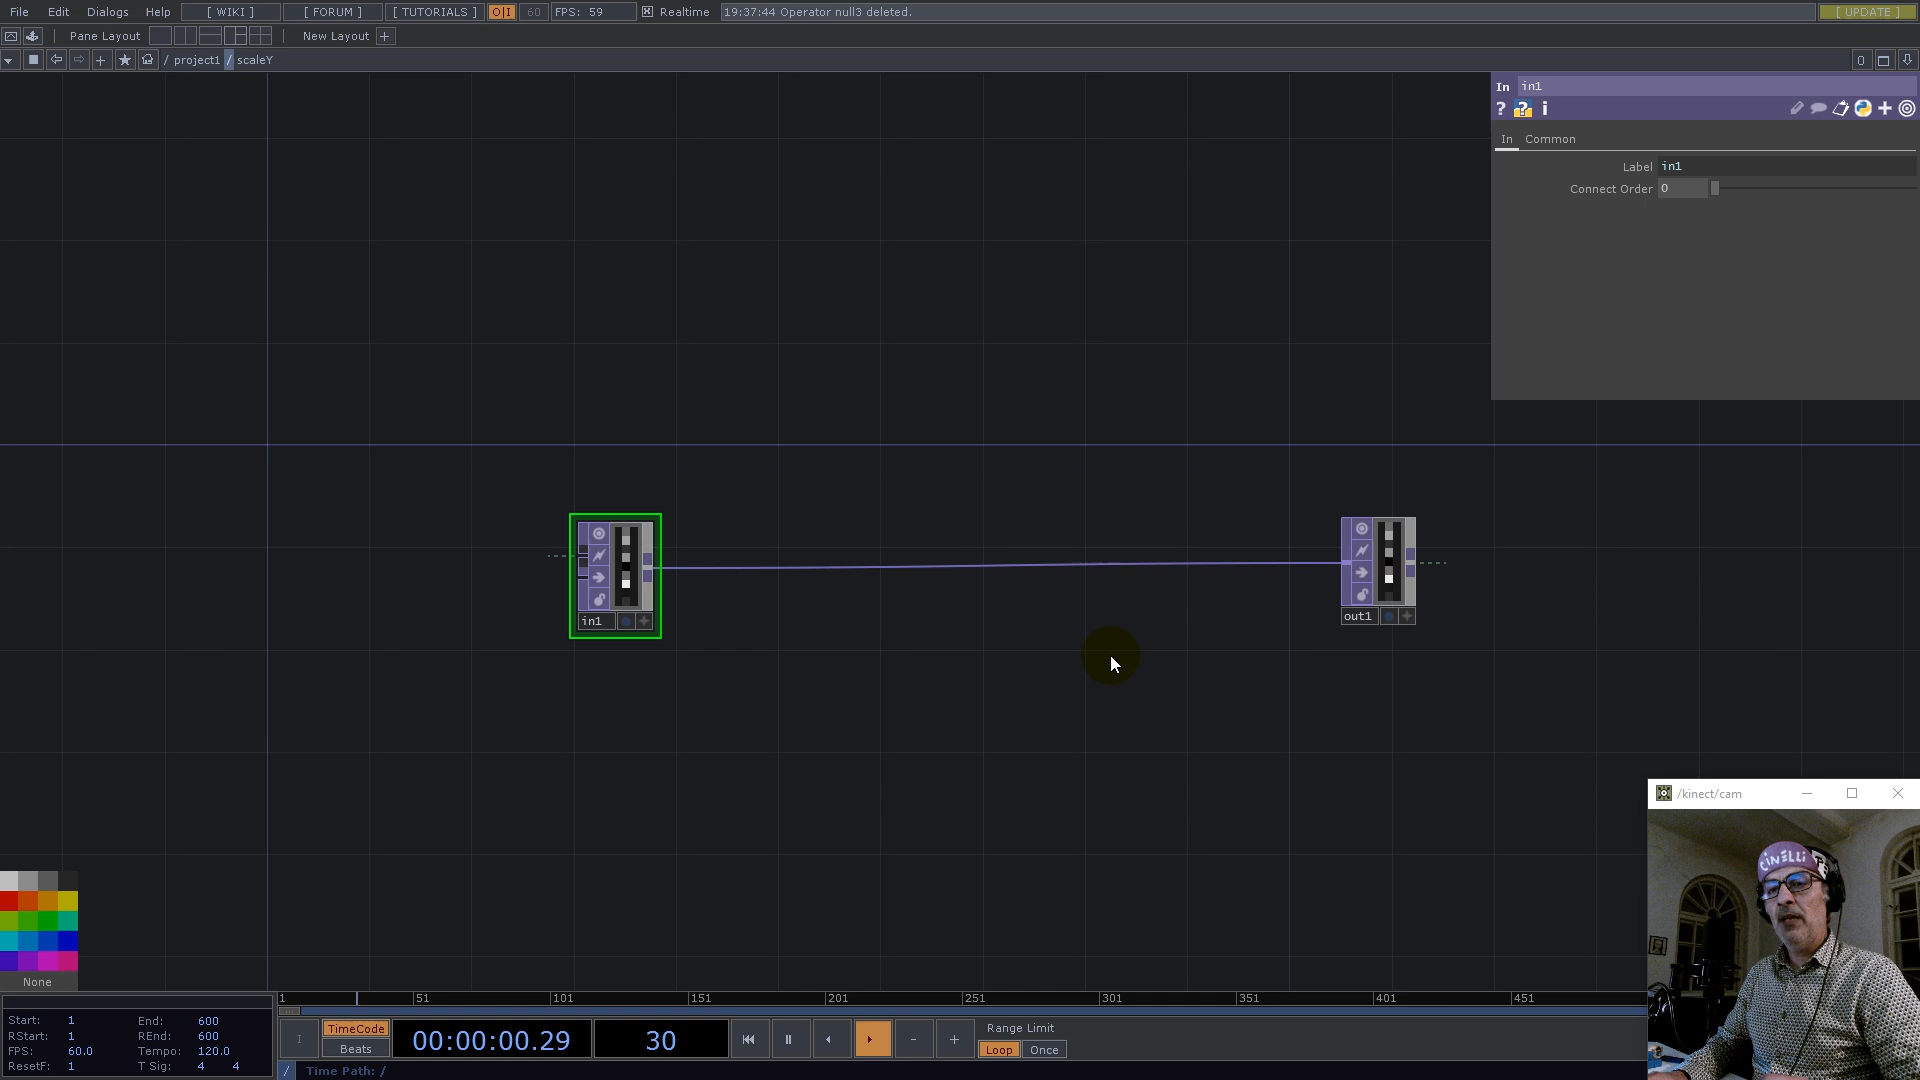 File Edit Dialogs Help [ WIKI ] [ FORUM ] [ TUTORIALS ] O|I 60 FPS: 59 Realtime 19:37:44 Operator null3 deleted. [ UPDATE ]
Pane Layout New Layout +
/ project1 / scaleY 0
In in1
? ? i
In Common
Label in1
Connect Order 0
in1
out1
/kinect/cam
CINELLI
None
1 51 101 151 201 251 301 351 401 451
Start: 1 End: 600
RStart: 1 REnd: 600
FPS: 60.0 Tempo: 120.0
ResetF: 1 T Sig: 4 4
I TimeCode Beats 00:00:00.29 30 - + Range Limit
Loop Once
/ Time Path: /